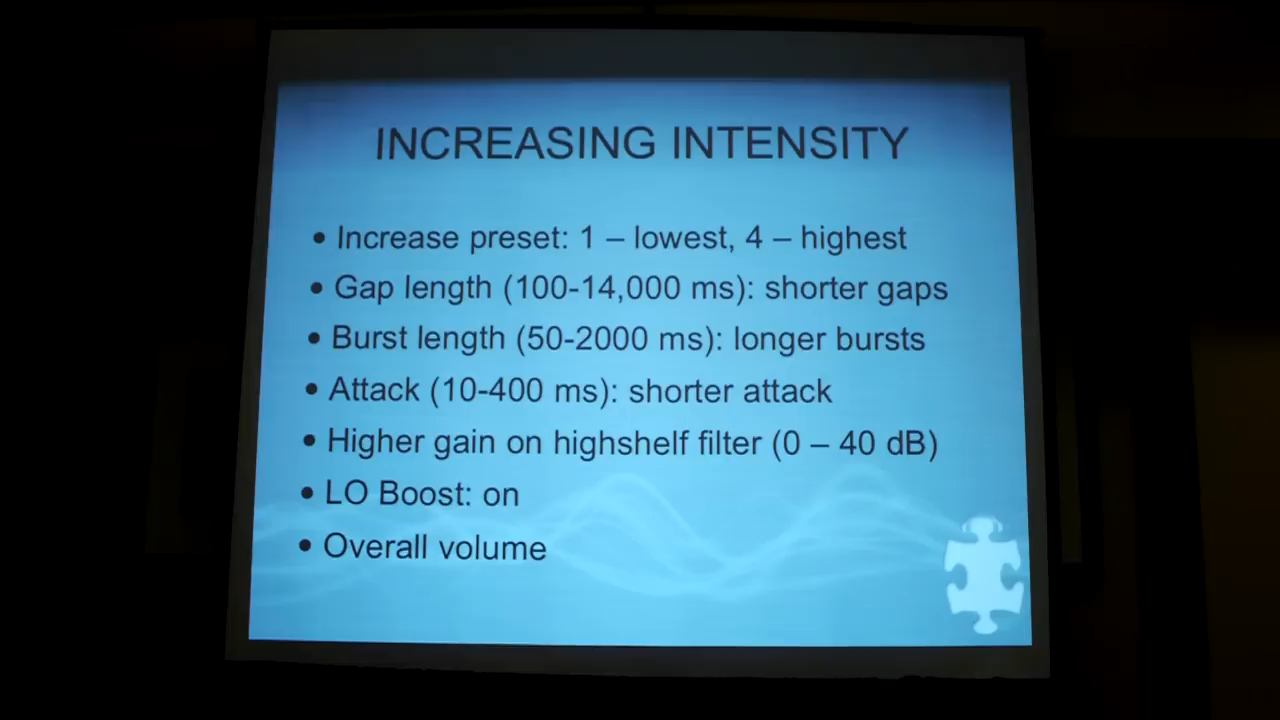 INCREASING INTENSITY
• Increase preset: 1 – lowest, 4 – highest
• Gap length (100-14,000 ms): shorter gaps
• Burst length (50-2000 ms): longer bursts
• Attack (10-400 ms): shorter attack
• Higher gain on highshelf filter (0 – 40 dB)
• LO Boost: on
• Overall volume